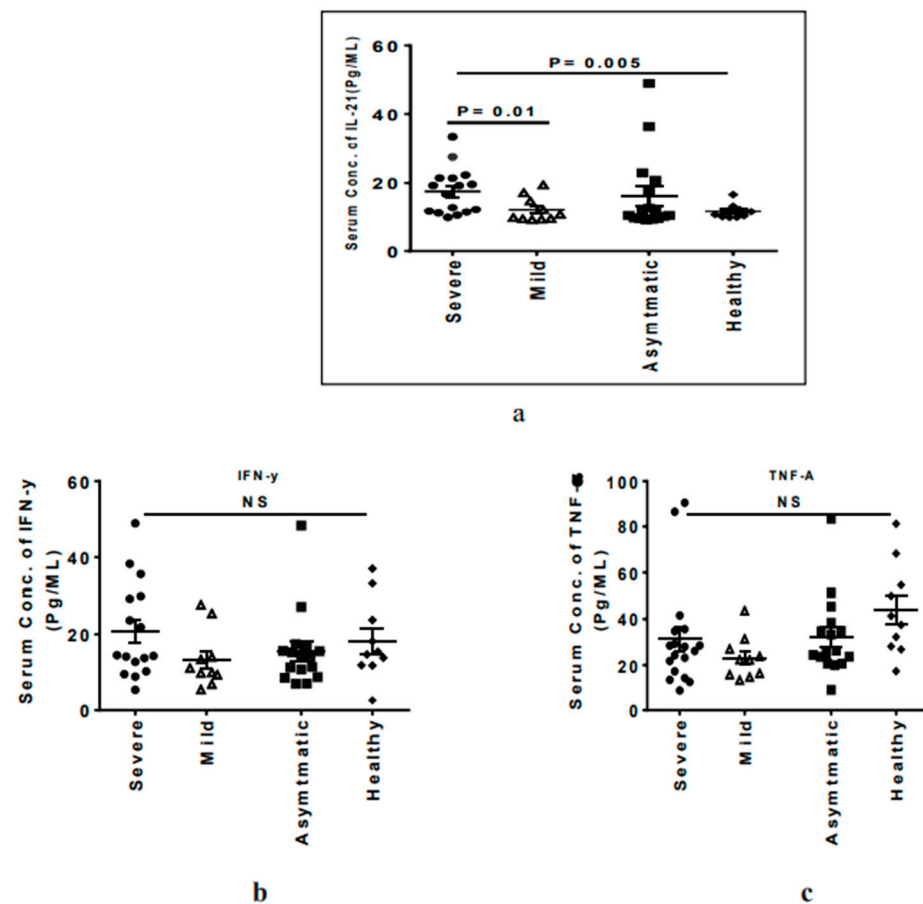 60
P= 0.005
40
P= 0.01
20
0
Serum Conc. of IL-21(Pg/ML)
Severe
Mild
Asymtmatic
Healthy
a
IFN-y
NS
60
40
20
0
Serum Conc. of IFN-y
(Pg/ML)
Severe
Mild
Asymtmatic
Healthy
b
TNF-A
NS
100
80
60
40
20
0
Serum Conc. of TNF-
(Pg/ML)
Severe
Mild
Asymtmatic
Healthy
c